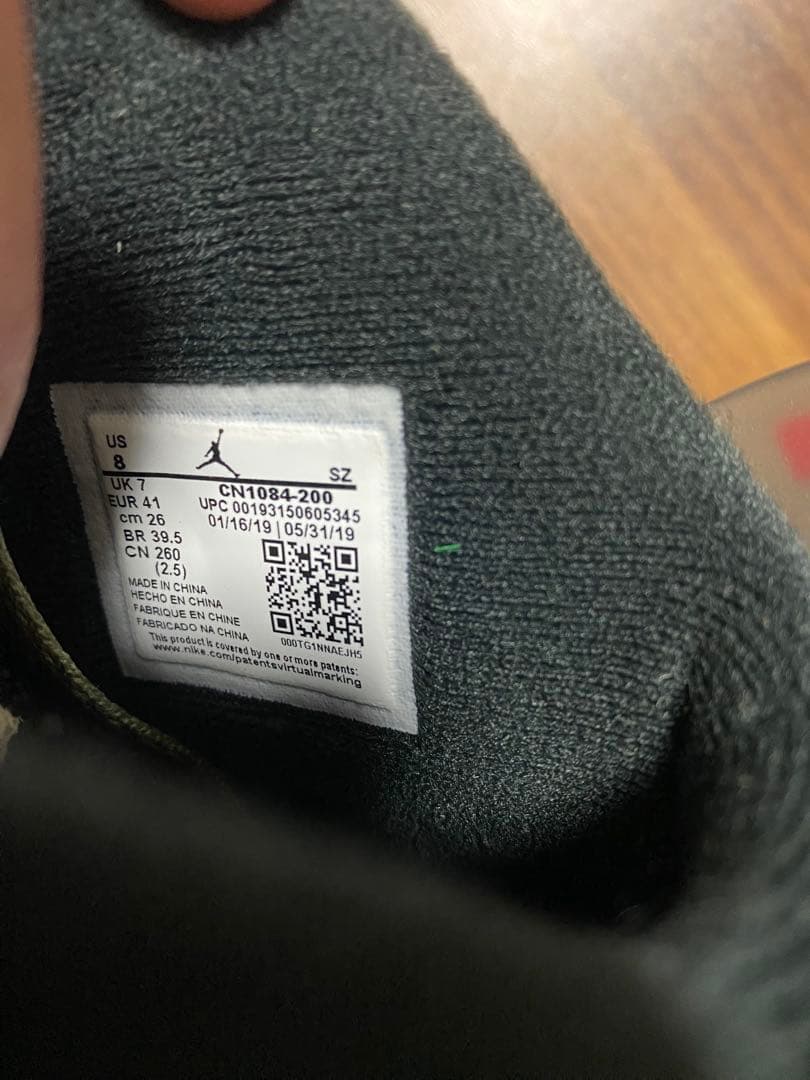 US
8
SZ
UK 7
EUR 41
cm 26
BR 39.5
CN 260
(2.5)
CN1084-200
UPC 00193150605345
01/16/19 | 05/31/19
MADE IN CHINA
HECHO EN CHINA
FABRIQUE EN CHINE
FABRICADO NA CHINA
000TG1NNAEJH5
This product is covered by one or more patents:
www.nike.com/patentsvirtualmarking